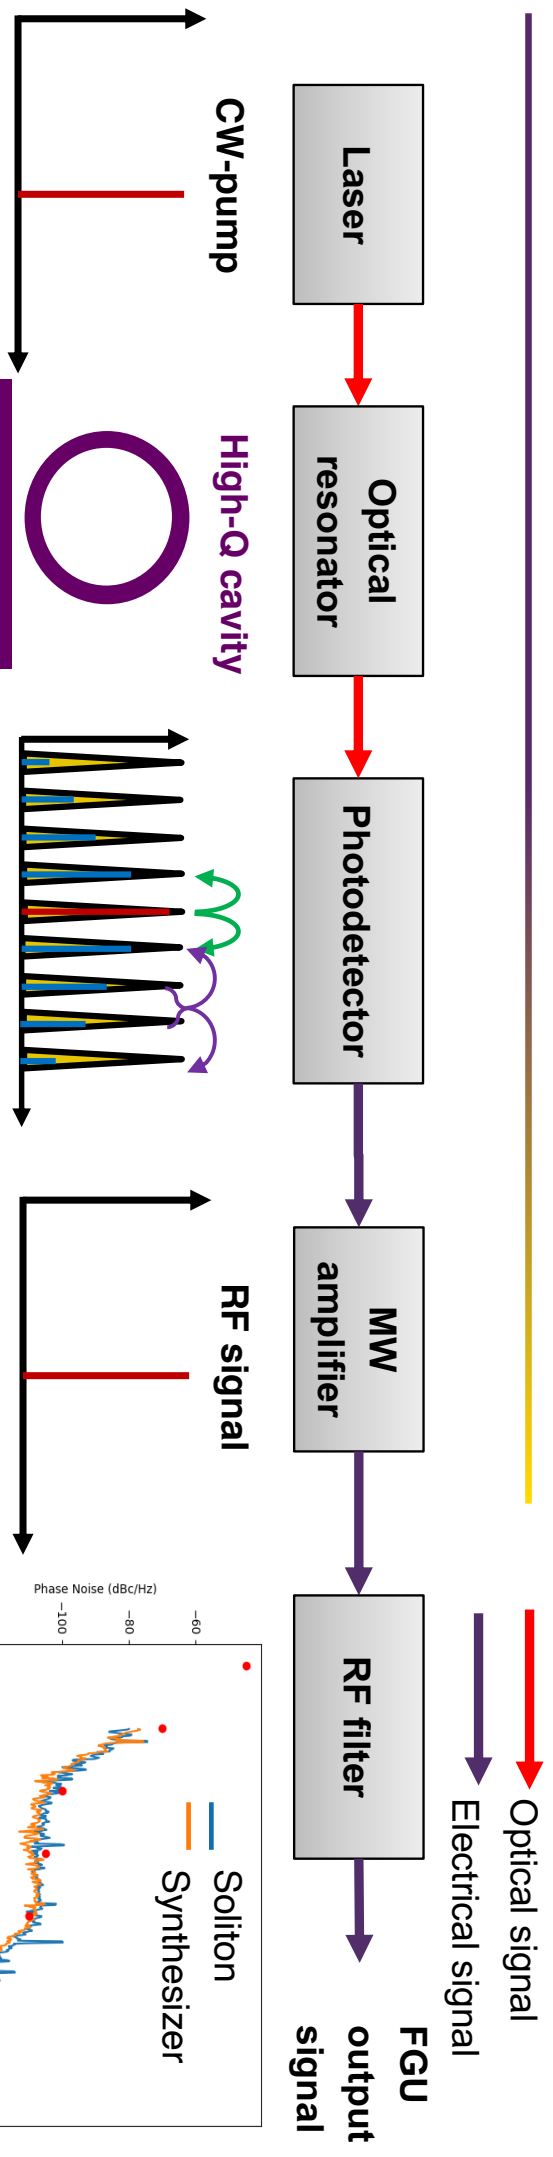 Optical signal
Electrical signal
Laser
Optical
resonator
Photodetector
MW
amplifier
RF filter
FGU
output
signal
CW-pump
High-Q cavity
RF signal
Phase Noise (dBc/Hz)
−60
−80
−100
Soliton
Synthesizer